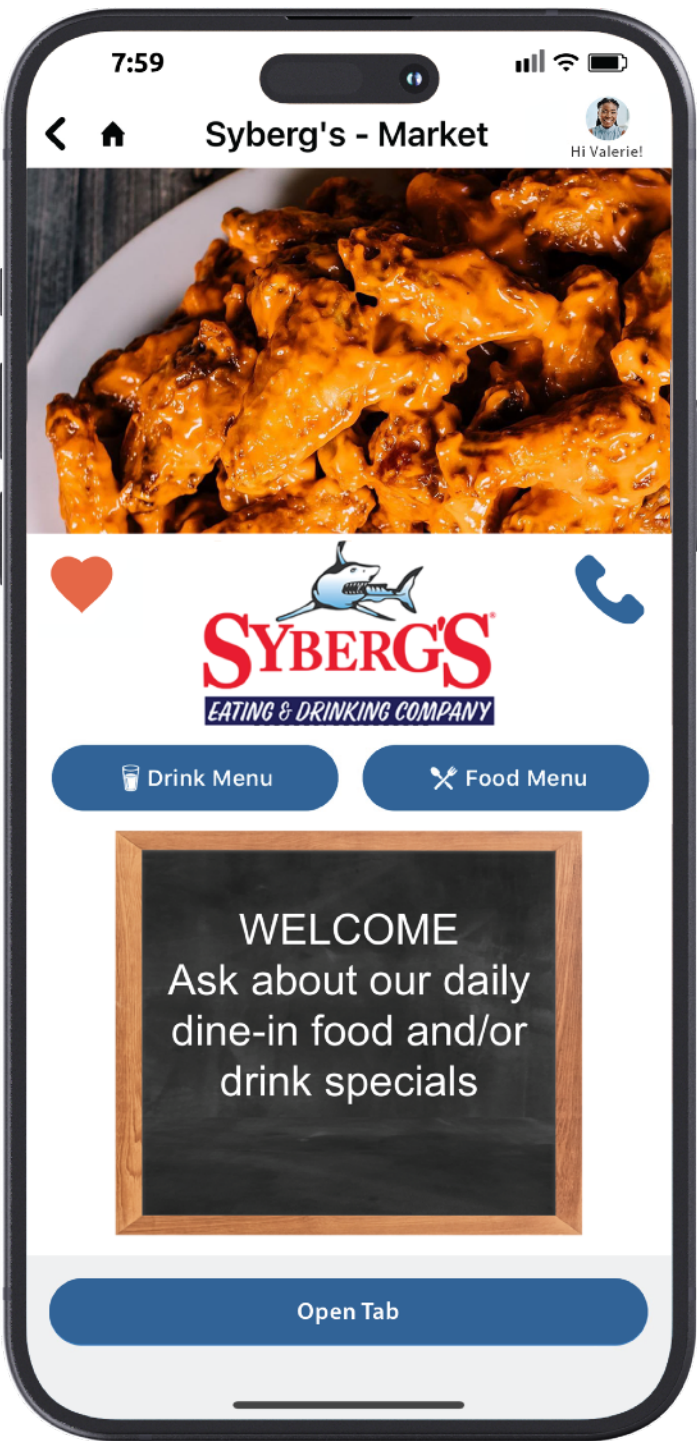 7:59
Syberg's - Market
Hi Valerie!
SYBERG'S®
EATING & DRINKING COMPANY
Drink Menu
Food Menu
WELCOME
Ask about our daily
dine-in food and/or
drink specials
Open Tab